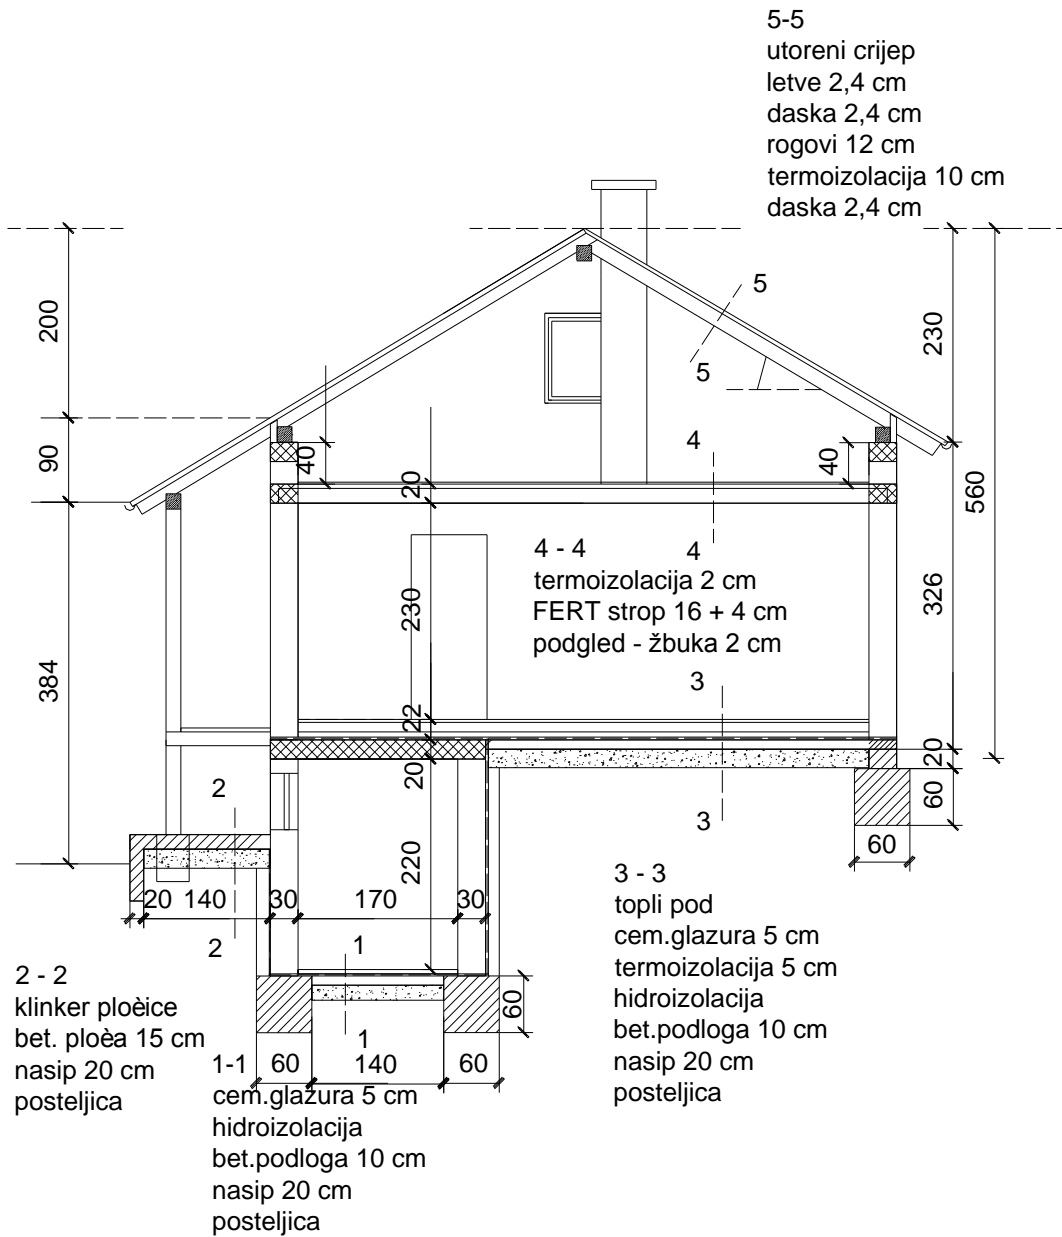 5-5
utoreni crijep
letve 2,4 cm
daska 2,4 cm
rogovi 12 cm
termoizolacija 10 cm
daska 2,4 cm
200
90
384
230
560
326
20
60
60
5
5
40
40
20
4
4
4 - 4
termoizolacija 2 cm
FERT strop 16 + 4 cm
podgled - žbuka 2 cm
230
22
20
220
3
3
2
2
20 140 30 170 30
1
1
60
60 140 60
3 - 3
topli pod
cem.glazura 5 cm
termoizolacija 5 cm
hidroizolacija
bet.podloga 10 cm
nasip 20 cm
posteljica
2 - 2
klinker ploèice
bet. ploèa 15 cm
nasip 20 cm
posteljica
1-1
cem.glazura 5 cm
hidroizolacija
bet.podloga 10 cm
nasip 20 cm
posteljica